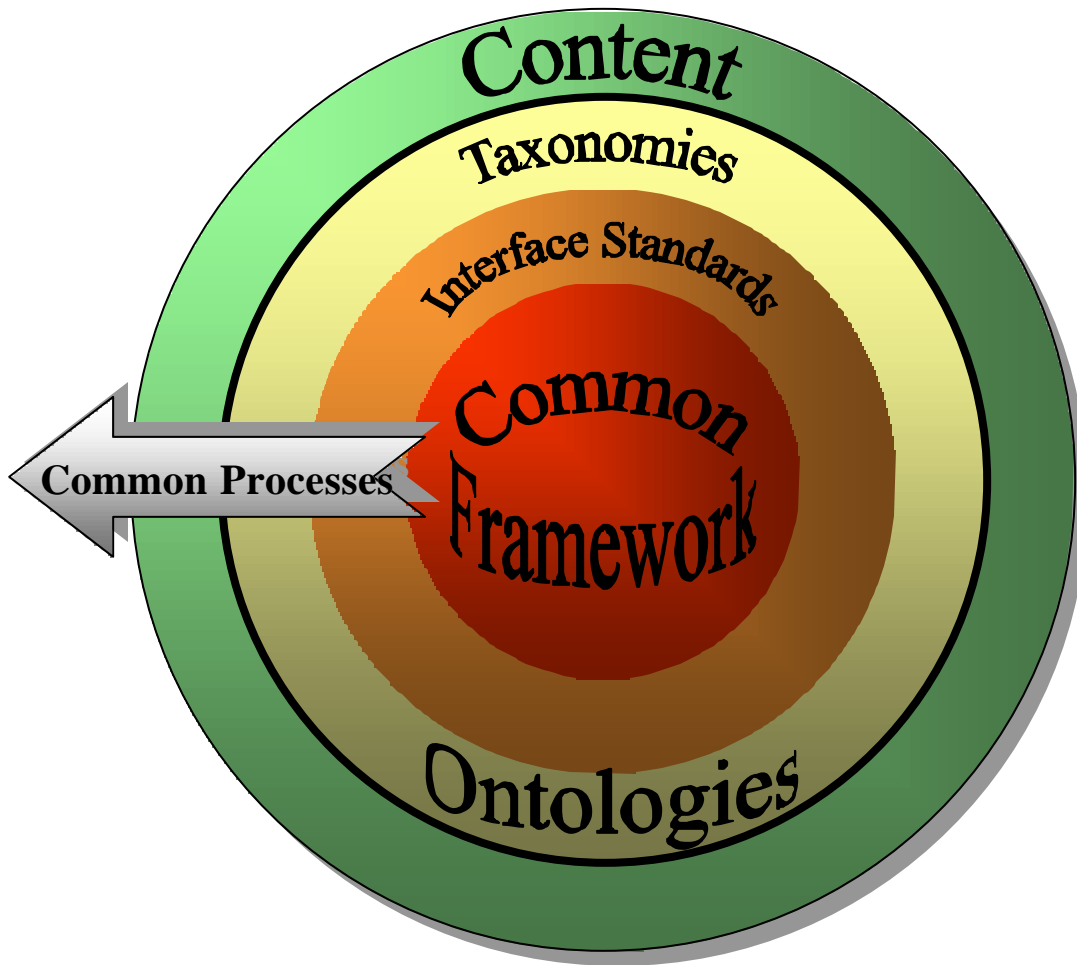 Content
Taxonomies
Interface Standards
Common
Framework
Common Processes
Ontologies